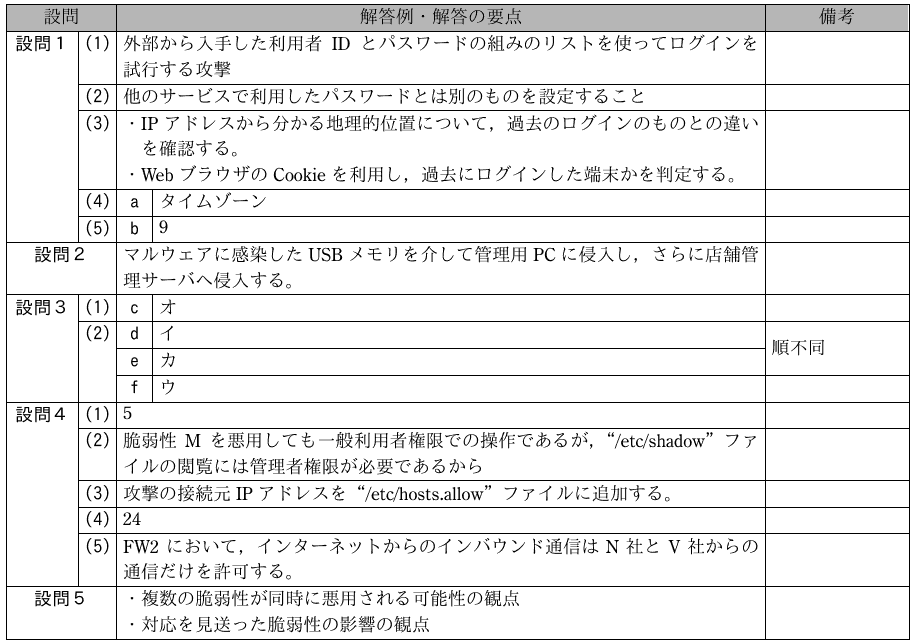 設問 解答例・解答の要点 備考
設問1 (1) 外部から入手した利用者 ID とパスワードの組みのリストを使ってログインを
試行する攻撃
(2) 他のサービスで利用したパスワードとは別のものを設定すること
(3) ・IP アドレスから分かる地理的位置について，過去のログインのものとの違い
を確認する。
・Web ブラウザの Cookie を利用し，過去にログインした端末かを判定する。
(4) a タイムゾーン
(5) b 9
設問2 マルウェアに感染した USB メモリを介して管理用 PC に侵入し，さらに店舗管
理サーバへ侵入する。
設問3 (1) c オ
(2) d イ 順不同
e カ
f ウ
設問4 (1) 5
(2) 脆弱性 M を悪用しても一般利用者権限での操作であるが，“/etc/shadow” ファ
イルの閲覧には管理者権限が必要であるから
(3) 攻撃の接続元 IP アドレスを “/etc/hosts.allow” ファイルに追加する。
(4) 24
(5) FW2 において，インターネットからのインバウンド通信は N 社と V 社からの
通信だけを許可する。
設問5 ・複数の脆弱性が同時に悪用される可能性の観点
・対応を見送った脆弱性の影響の観点